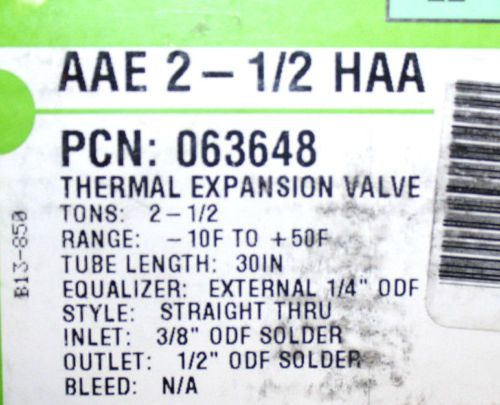 AAE 2-1/2 HAA
PCN: 063648
THERMAL EXPANSION VALVE
TONS: 2-1/2
RANGE: -10F TO +50F
TUBE LENGTH: 30IN
EQUALIZER: EXTERNAL 1/4" ODF
STYLE: STRAIGHT THRU
INLET: 3/8" ODF SOLDER
OUTLET: 1/2" ODF SOLDER
BLEED: N/A
B13-850